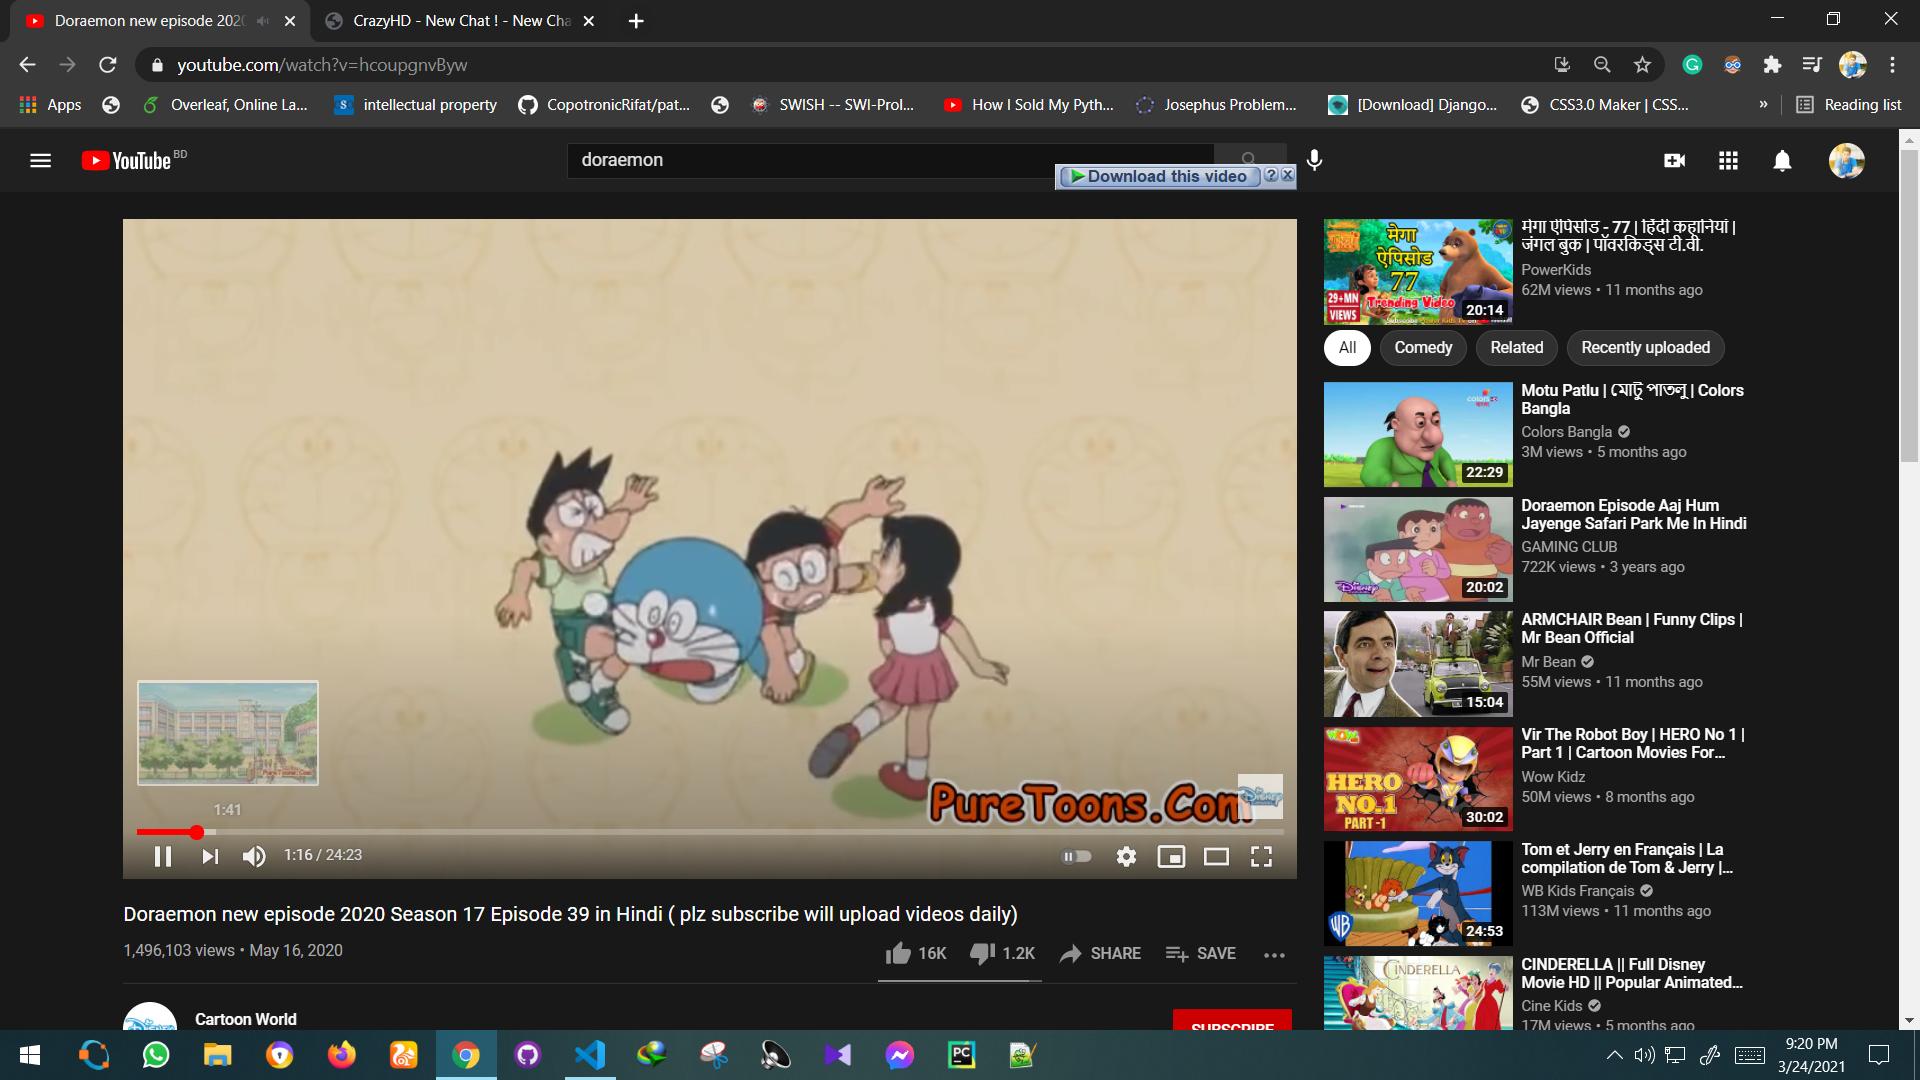 Doraemon new episode 202
CrazyHD - New Chat ! - New Cha
youtube.com/watch?v=hcoupgnvByw
Apps
Overleaf, Online La...
S
intellectual property
CopotronicRifat/pat...
SWISH -- SWI-Prol...
How I Sold My Pyth...
Josephus Problem...
[Download] Django...
CSS3.0 Maker | CSS...
»
Reading list
YouTube BD
doraemon
Download this video
PureToons.Com
Disney
1:41
1:16 / 24:23
Doraemon new episode 2020 Season 17 Episode 39 in Hindi ( plz subscribe will upload videos daily)
1,496,103 views • May 16, 2020
16K
1.2K
SHARE
SAVE
Cartoon World
SUBSCRIBE
मेगा ऐपिसोड 77
29+MN VIEWS
Trending Video
20:14
मेगा ऐपिसोड - 77 | हिंदी कहानियां |
जंगल बुक | पॉवरकिड्स टी.वी.
PowerKids
62M views • 11 months ago
All
Comedy
Related
Recently uploaded
22:29
Motu Patlu | মোটু পাতলু | Colors
Bangla
Colors Bangla
3M views • 5 months ago
20:02
Doraemon Episode Aaj Hum
Jayenge Safari Park Me In Hindi
GAMING CLUB
722K views • 3 years ago
15:04
ARMCHAIR Bean | Funny Clips |
Mr Bean Official
Mr Bean
55M views • 11 months ago
HERO
NO.1
PART -1
30:02
Vir The Robot Boy | HERO No 1 |
Part 1 | Cartoon Movies For...
Wow Kidz
50M views • 8 months ago
WB
24:53
Tom et Jerry en Français | La
compilation de Tom & Jerry |...
WB Kids Français
113M views • 11 months ago
CINDERELLA
CINDERELLA || Full Disney
Movie HD || Popular Animated...
Cine Kids
17M views • 5 months ago
PC
9:20 PM
3/24/2021